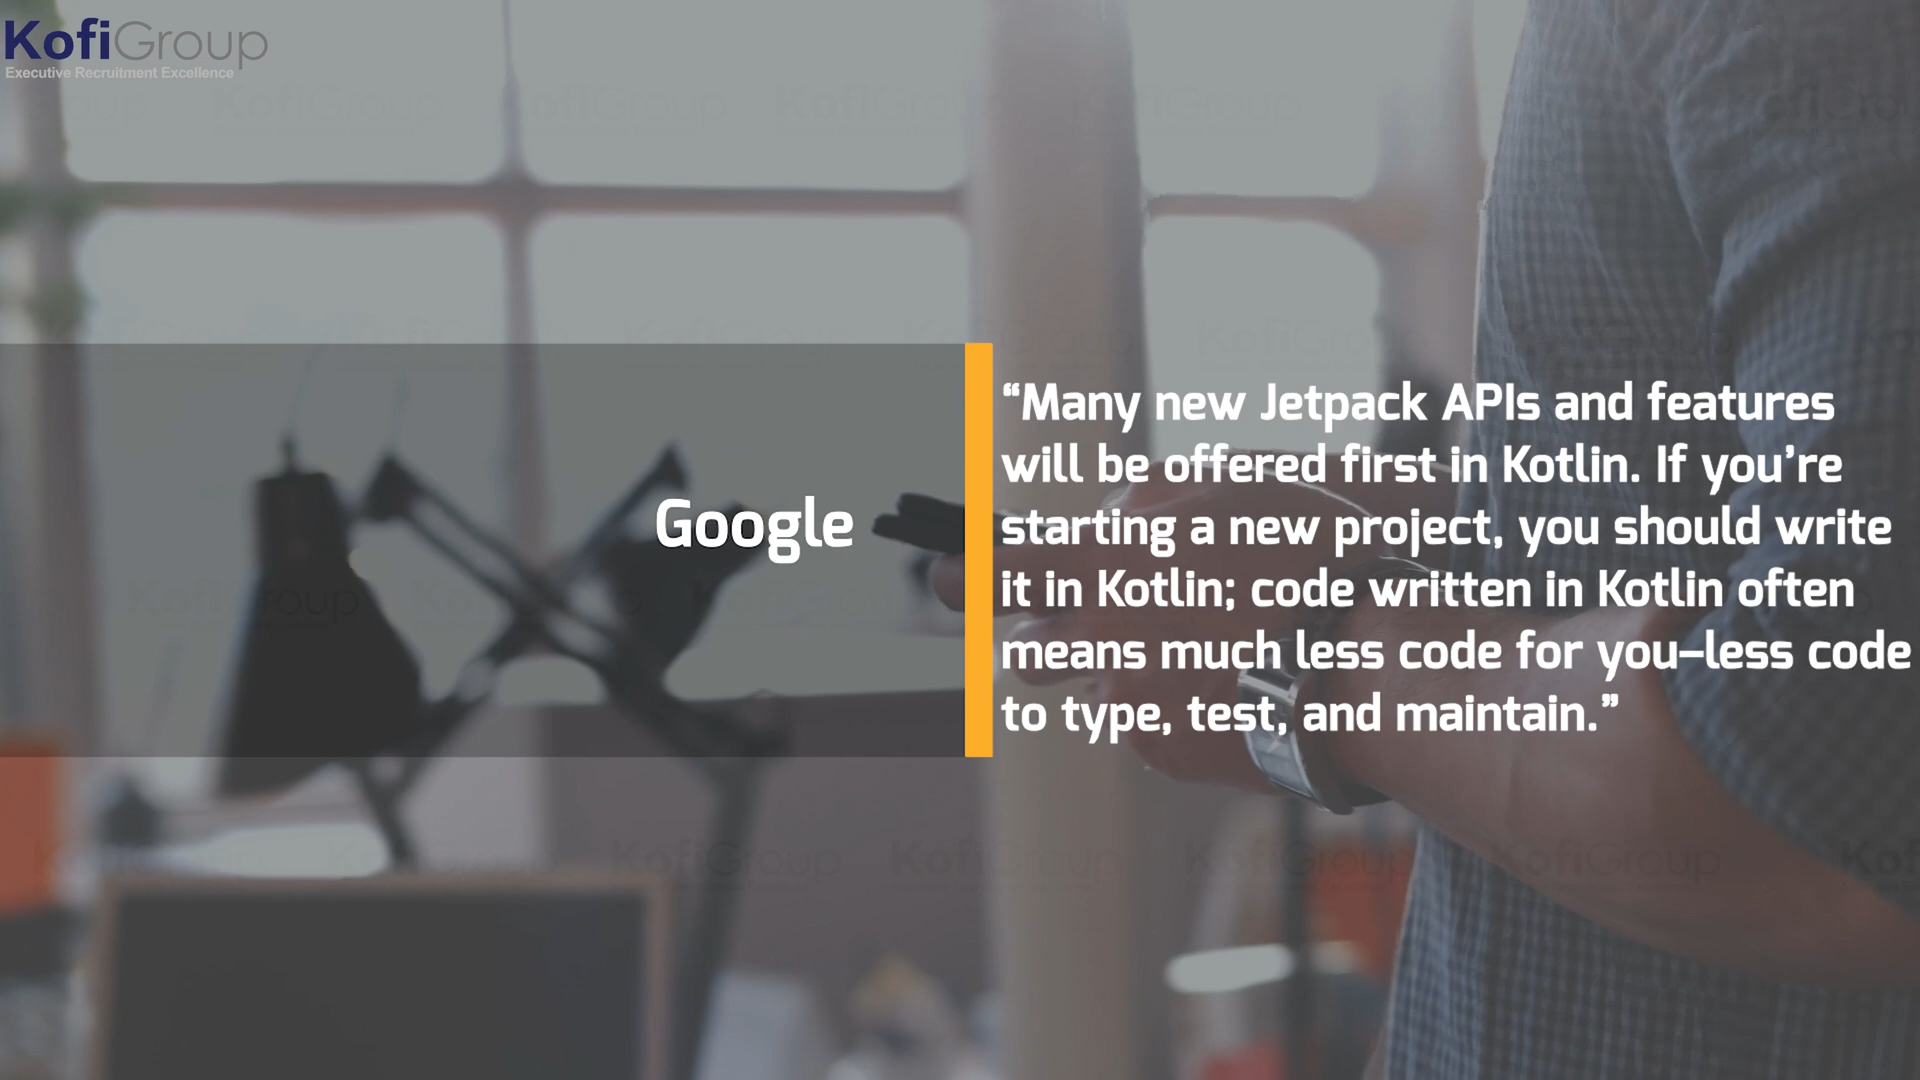 KofiGroup
Executive Recruitment Excellence
Google
“Many new Jetpack APIs and features
will be offered first in Kotlin. If you’re
starting a new project, you should write
it in Kotlin; code written in Kotlin often
means much less code for you–less code
to type, test, and maintain.”